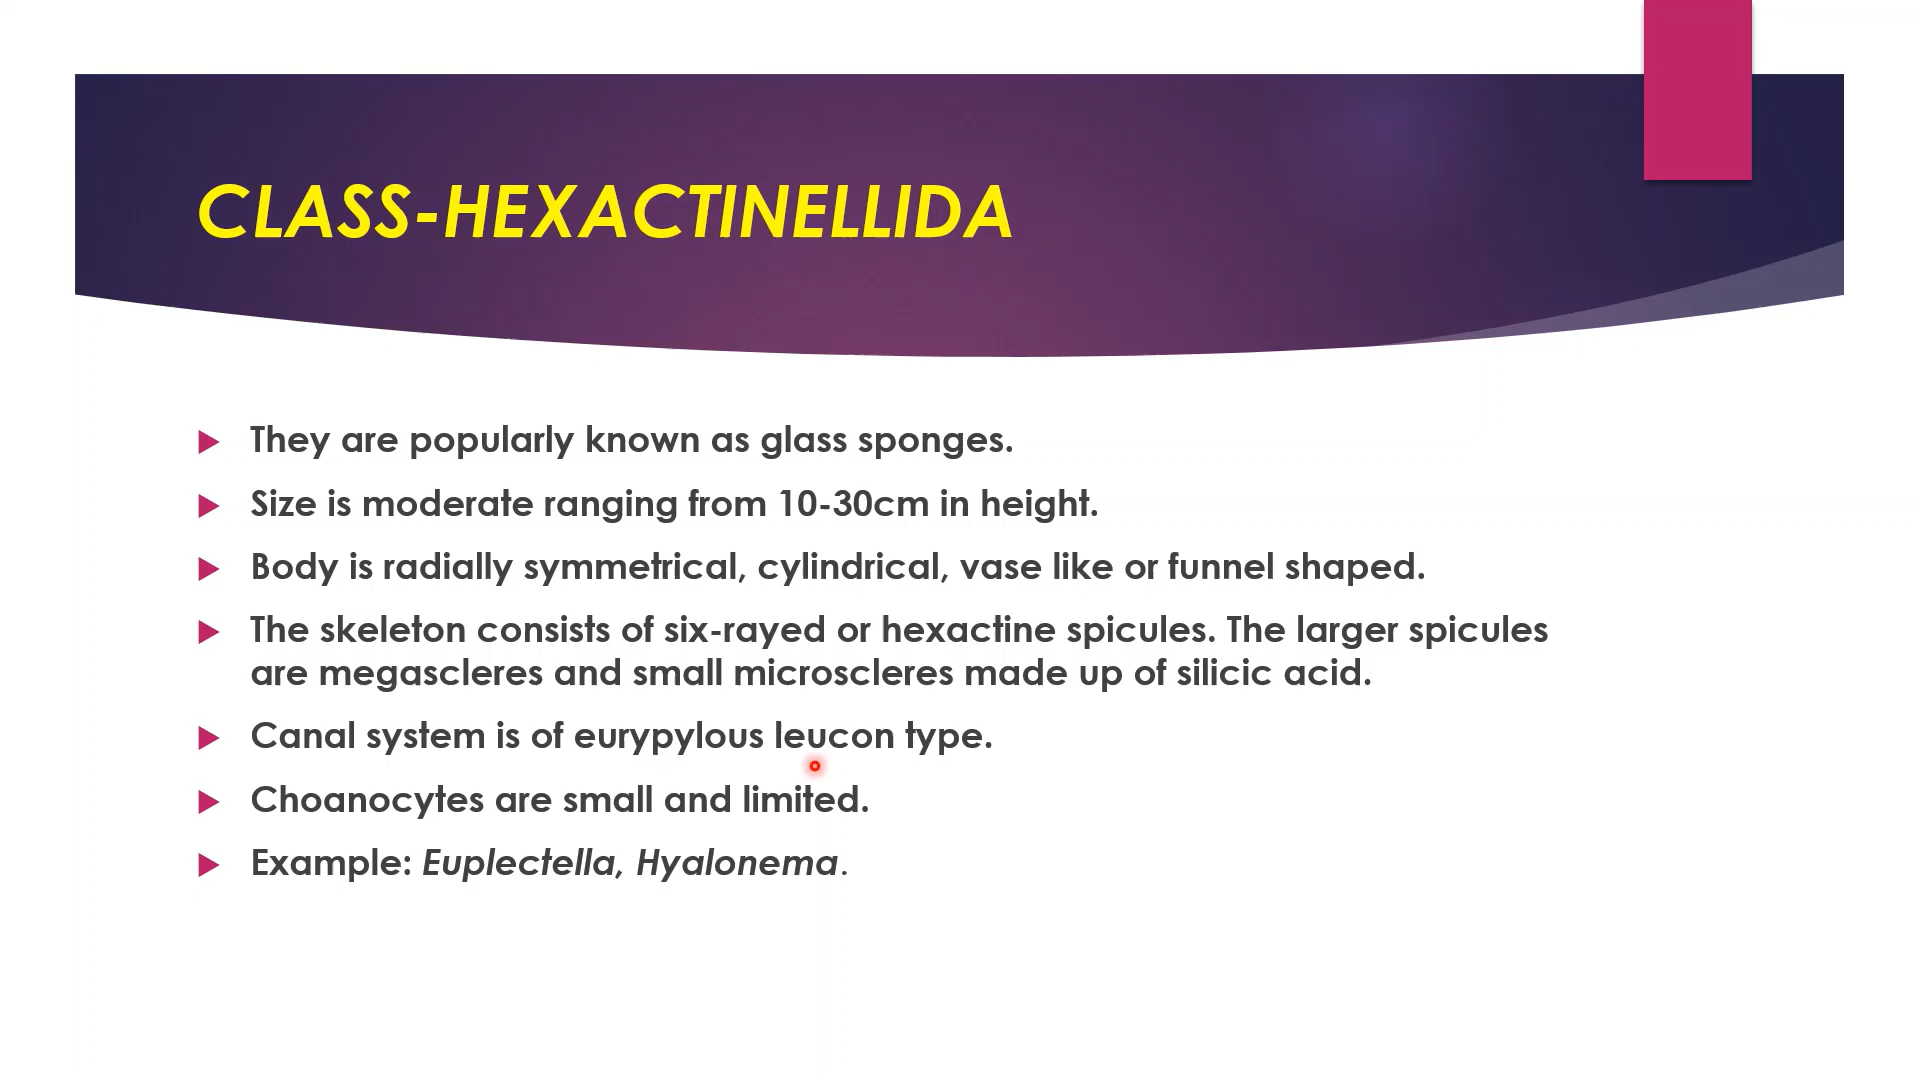 CLASS-HEXACTINELLIDA
They are popularly known as glass sponges.
Size is moderate ranging from 10-30cm in height.
Body is radially symmetrical, cylindrical, vase like or funnel shaped.
The skeleton consists of six-rayed or hexactine spicules. The larger spicules
are megascleres and small microscleres made up of silicic acid.
Canal system is of eurypylous leucon type.
Choanocytes are small and limited.
Example: Euplectella, Hyalonema.